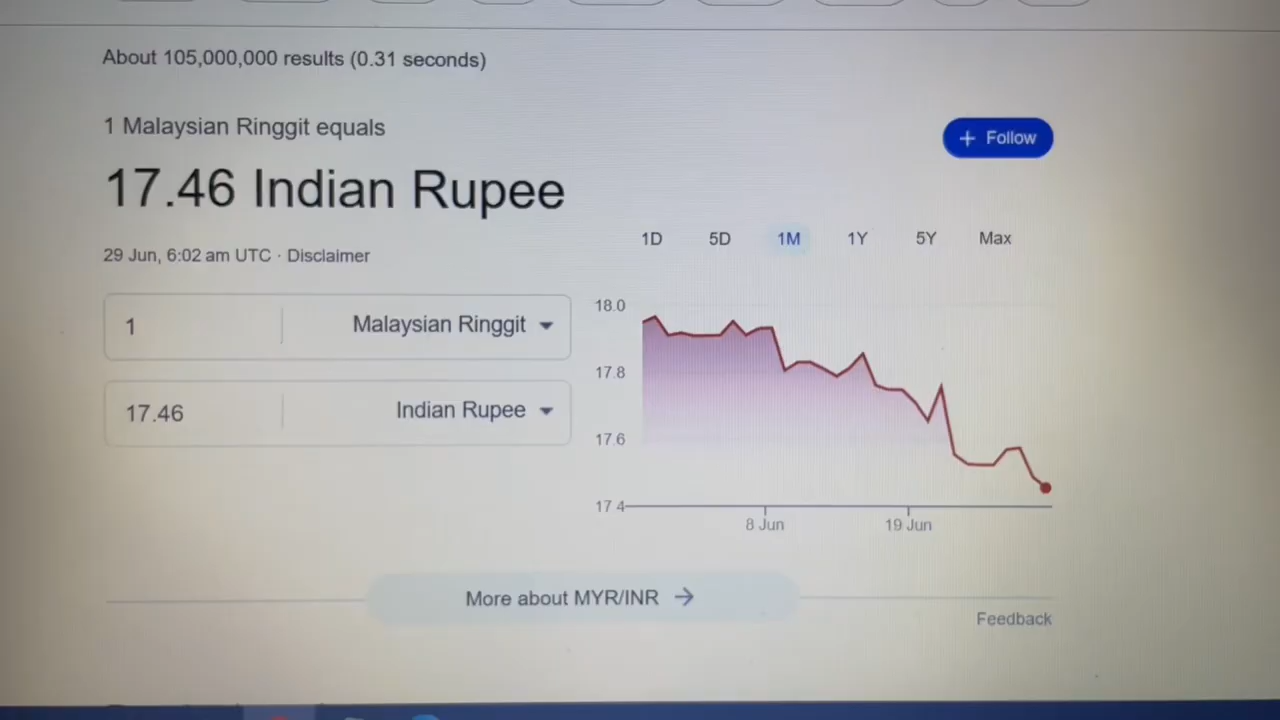 About 105,000,000 results (0.31 seconds)
1 Malaysian Ringgit equals
17.46 Indian Rupee
29 Jun, 6:02 am UTC · Disclaimer
+ Follow
1D 5D 1M 1Y 5Y Max
1 Malaysian Ringgit
17.46 Indian Rupee
18.0
17.8
17.6
17.4
8 Jun 19 Jun
More about MYR/INR →
Feedback